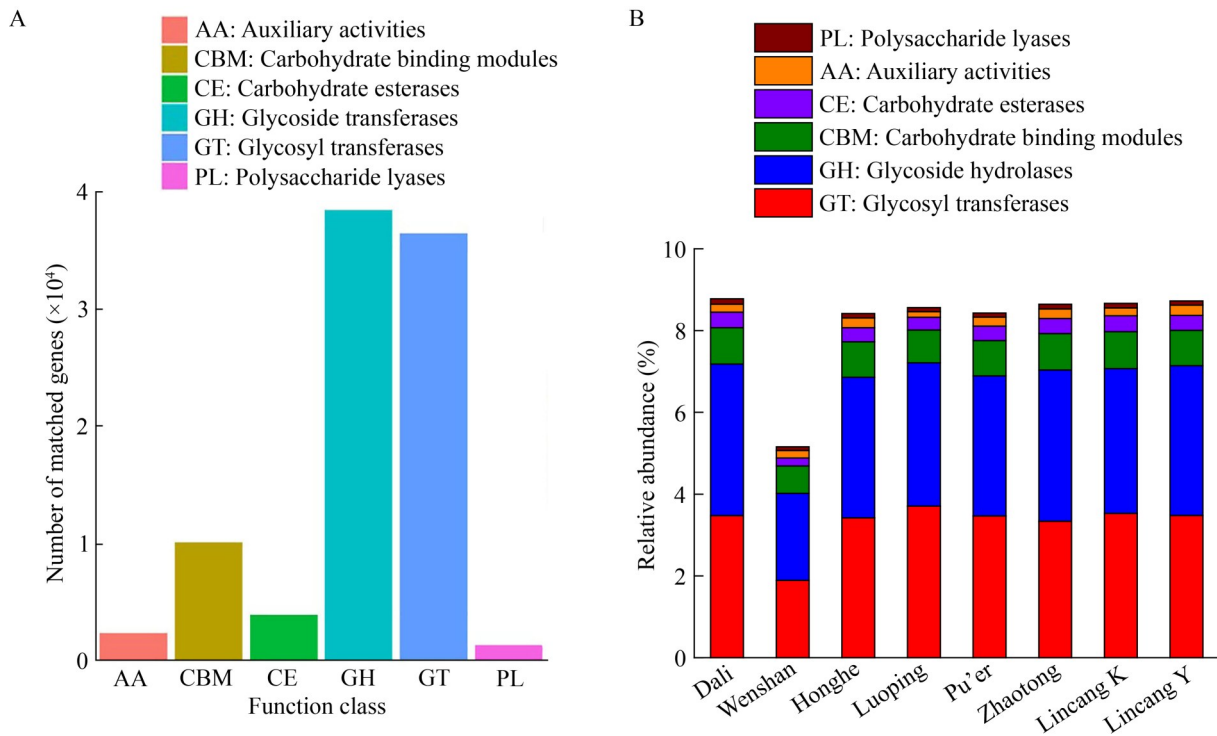 A
AA: Auxiliary activities
CBM: Carbohydrate binding modules
CE: Carbohydrate esterases
GH: Glycoside transferases
GT: Glycosyl transferases
PL: Polysaccharide lyases
Number of matched genes (×10⁴)
4
3
2
1
0
AA CBM CE GH GT PL
Function class
B
PL: Polysaccharide lyases
AA: Auxiliary activities
CE: Carbohydrate esterases
CBM: Carbohydrate binding modules
GH: Glycoside hydrolases
GT: Glycosyl transferases
Relative abundance (%)
10
8
6
4
2
0
Dali
Wenshan
Honghe
Luoping
Pu’er
Zhaotong
Lincang K
Lincang Y